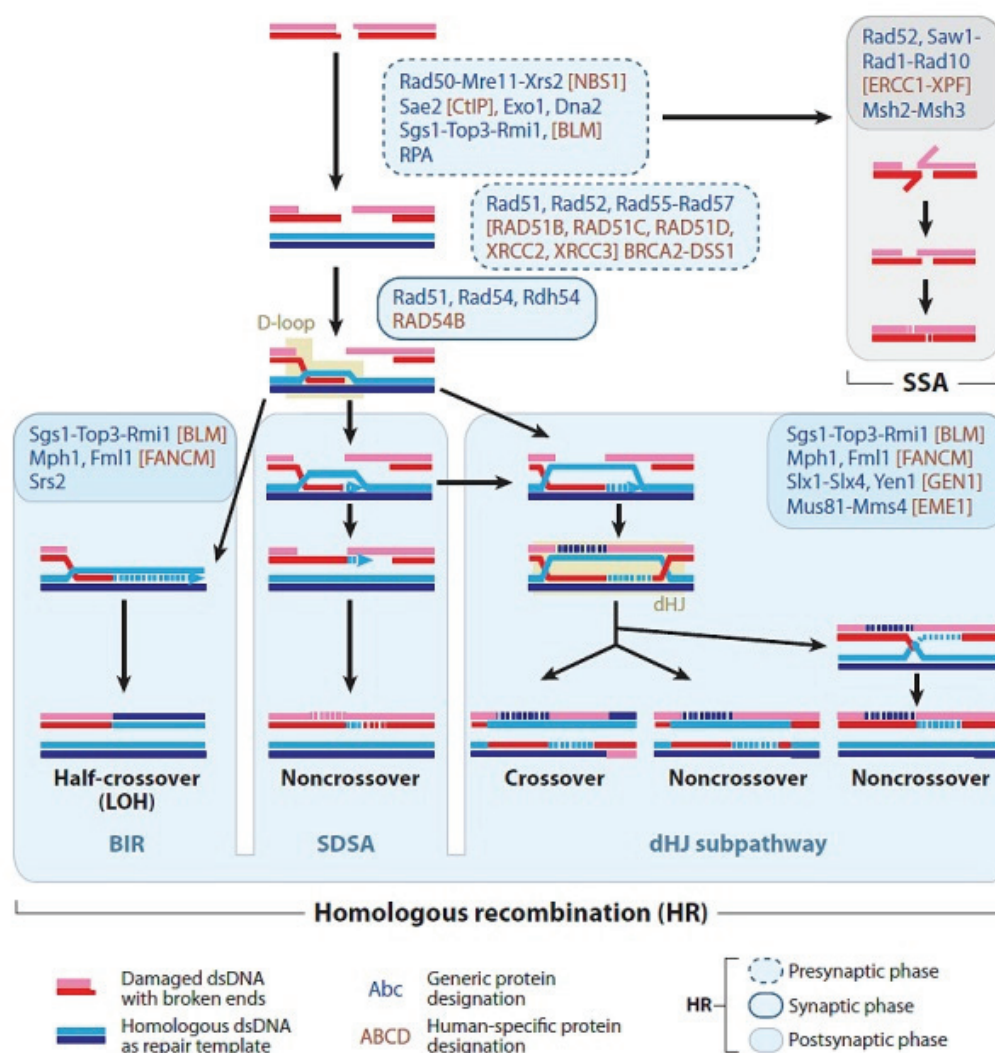 Rad50-Mre11-Xrs2 [NBS1]
Sae2 [CtIP], Exo1, Dna2
Sgs1-Top3-Rmi1, [BLM]
RPA
Rad52, Saw1-
Rad1-Rad10
[ERCC1-XPF]
Msh2-Msh3
Rad51, Rad52, Rad55-Rad57
[RAD51B, RAD51C, RAD51D,
XRCC2, XRCC3] BRCA2-DSS1
Rad51, Rad54, Rdh54
RAD54B
D-loop
SSA
Sgs1-Top3-Rmi1 [BLM]
Mph1, Fml1 [FANCM]
Srs2
Sgs1-Top3-Rmi1 [BLM]
Mph1, Fml1 [FANCM]
Slx1-Slx4, Yen1 [GEN1]
Mus81-Mms4 [EME1]
dHJ
Half-crossover
(LOH)
Noncrossover
Crossover
Noncrossover
Noncrossover
BIR
SDSA
dHJ subpathway
Homologous recombination (HR)
Damaged dsDNA
with broken ends
Homologous dsDNA
as repair template
Abc
Generic protein
designation
ABCD
Human-specific protein
designation
HR
Presynaptic phase
Synaptic phase
Postsynaptic phase